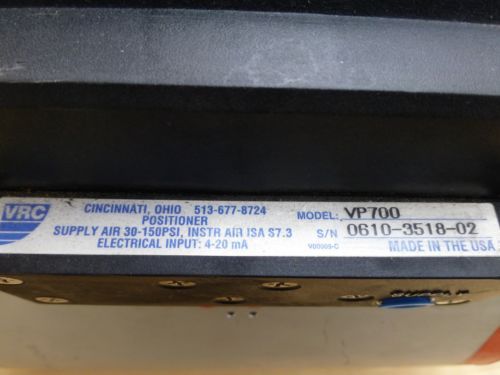 VRC
CINCINNATI, OHIO 513-677-8724
POSITIONER
SUPPLY AIR 30-150PSI, INSTR AIR ISA S7.3
ELECTRICAL INPUT: 4-20 mA
MODEL: VP700
S/N 0610-3518-02
MADE IN THE USA
SUPPLY